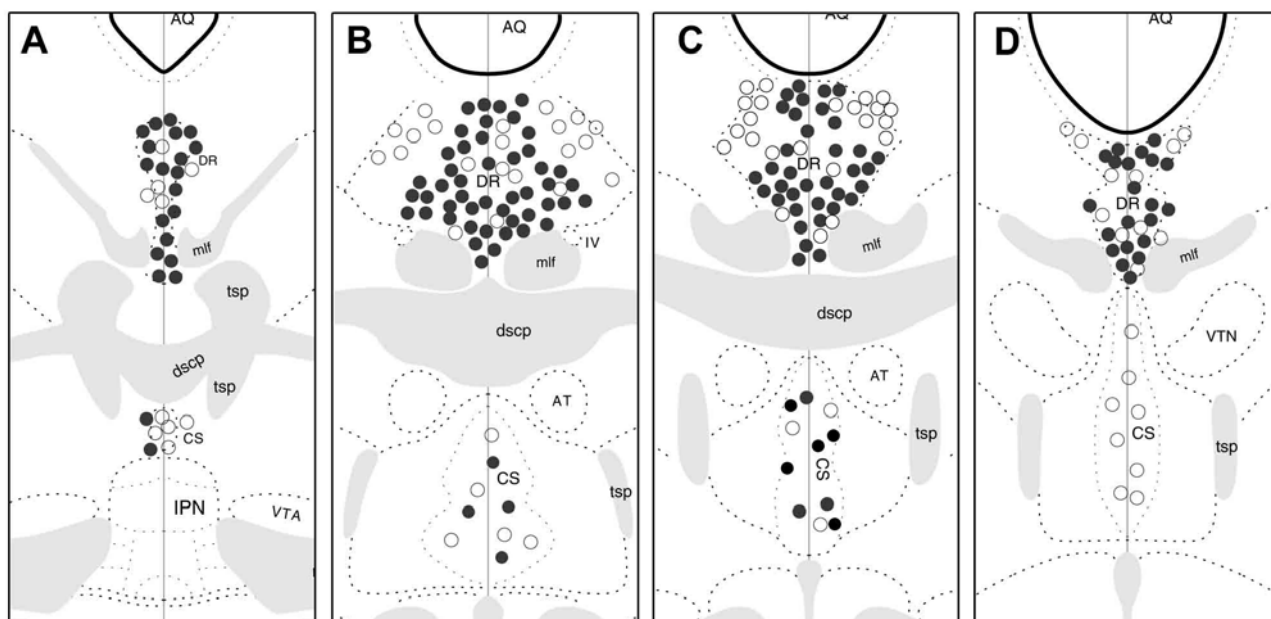 A
AQ
DR
mlf
tsp
dscp
tsp
CS
IPN
VTA
B
AQ
DR
IV
mlf
dscp
AT
CS
tsp
C
AQ
DR
mlf
dscp
AT
tsp
CS
D
AQ
DR
mlf
VTN
CS
tsp